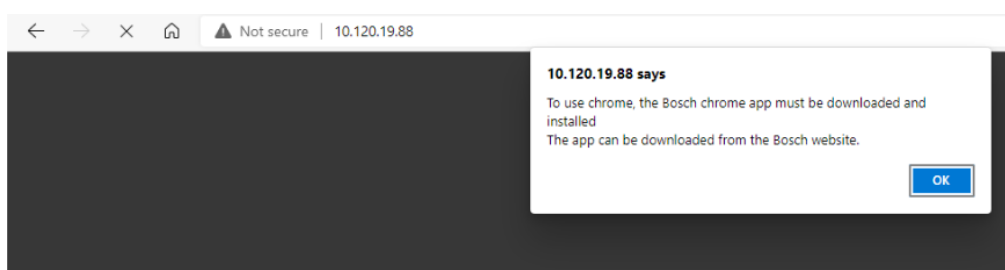 Not secure | 10.120.19.88
10.120.19.88 says
To use chrome, the Bosch chrome app must be downloaded and
installed
The app can be downloaded from the Bosch website.
OK